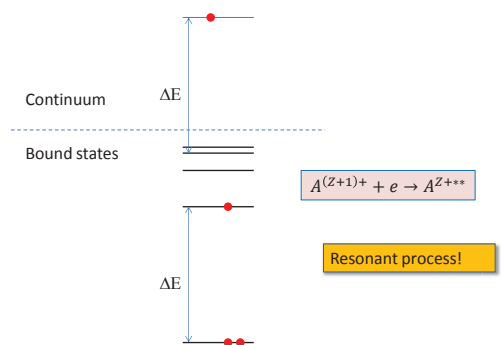 Continuum
ΔE
Bound states
A^{(Z+1)+} + e → A^{Z+**}
Resonant process!
ΔE